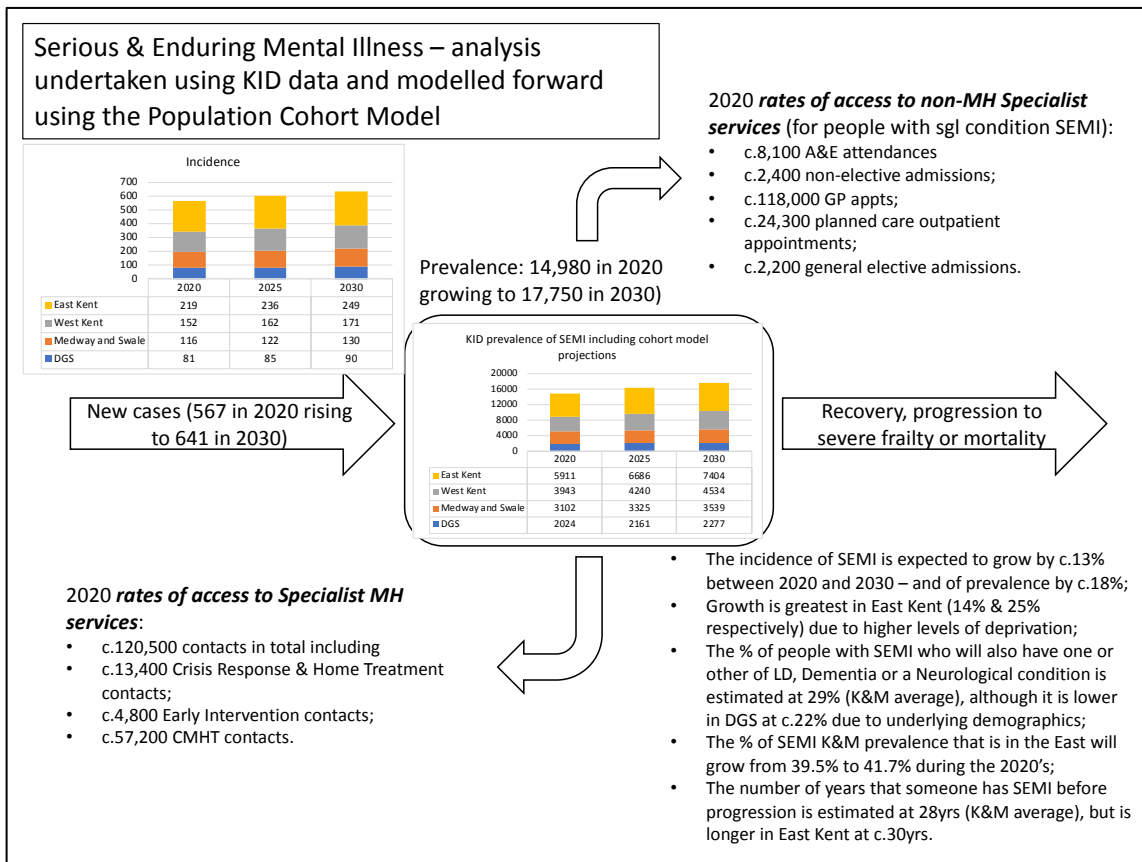 Serious & Enduring Mental Illness – analysis
undertaken using KID data and modelled forward
using the Population Cohort Model
Incidence
700
600
500
400
300
200
100
0
2020 2025 2030
East Kent 219 236 249
West Kent 152 162 171
Medway and Swale 116 122 130
DGS 81 85 90
2020 rates of access to non-MH Specialist
services (for people with sgl condition SEMI):
• c.8,100 A&E attendances
• c.2,400 non-elective admissions;
• c.118,000 GP appts;
• c.24,300 planned care outpatient
appointments;
• c.2,200 general elective admissions.
Prevalence: 14,980 in 2020
growing to 17,750 in 2030)
KID prevalence of SEMI including cohort model
projections
20000
16000
12000
8000
4000
0
2020 2025 2030
East Kent 5911 6686 7404
West Kent 3943 4240 4534
Medway and Swale 3102 3325 3539
DGS 2024 2161 2277
New cases (567 in 2020 rising
to 641 in 2030)
Recovery, progression to
severe frailty or mortality
2020 rates of access to Specialist MH
services:
• c.120,500 contacts in total including
• c.13,400 Crisis Response & Home Treatment
contacts;
• c.4,800 Early Intervention contacts;
• c.57,200 CMHT contacts.
• The incidence of SEMI is expected to grow by c.13%
between 2020 and 2030 – and of prevalence by c.18%;
• Growth is greatest in East Kent (14% & 25%
respectively) due to higher levels of deprivation;
• The % of people with SEMI who will also have one or
other of LD, Dementia or a Neurological condition is
estimated at 29% (K&M average), although it is lower
in DGS at c.22% due to underlying demographics;
• The % of SEMI K&M prevalence that is in the East will
grow from 39.5% to 41.7% during the 2020's;
• The number of years that someone has SEMI before
progression is estimated at 28yrs (K&M average), but is
longer in East Kent at c.30yrs.